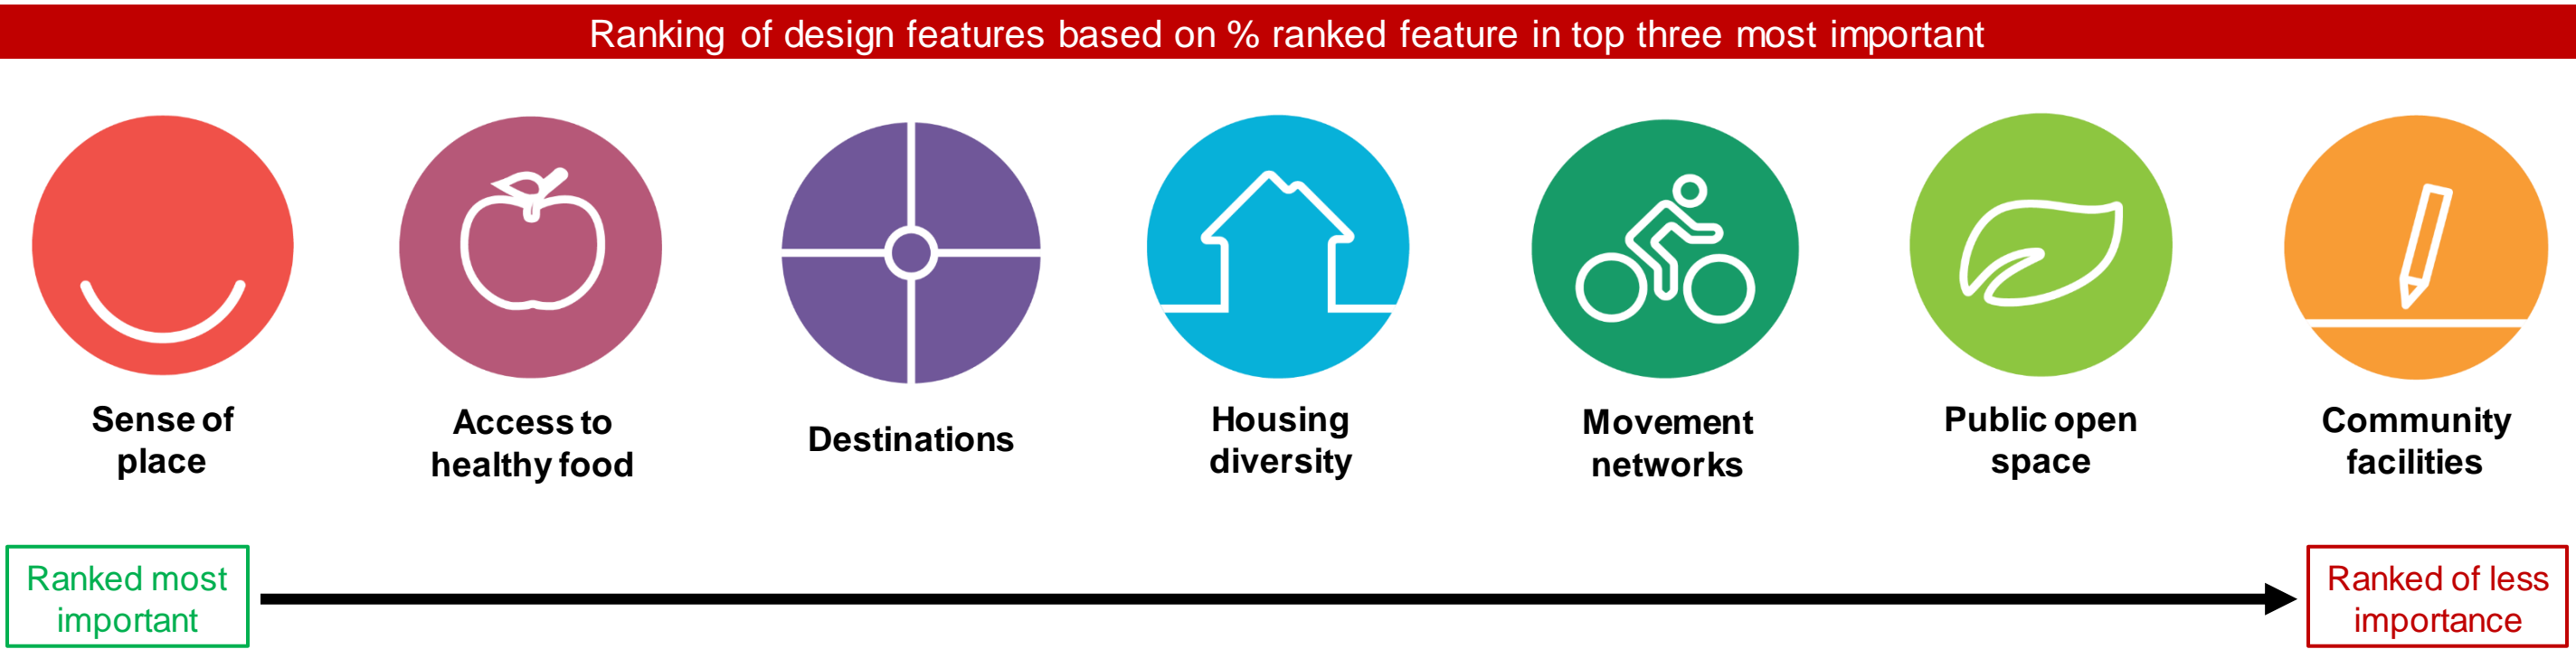 Ranking of design features based on % ranked feature in top three most important
Sense of
place
Access to
healthy food
Destinations
Housing
diversity
Movement
networks
Public open
space
Community
facilities
Ranked most
important
Ranked of less
importance